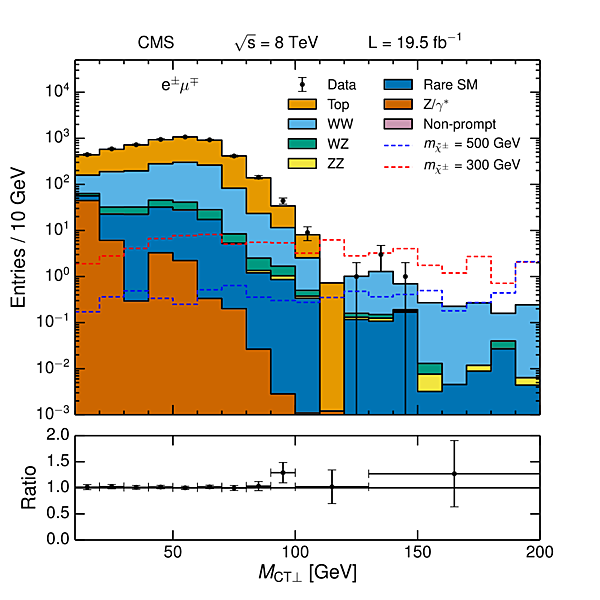 CMS √s = 8 TeV L = 19.5 fb⁻¹
e±μ∓
Data
Top
WW
WZ
ZZ
Rare SM
Z/γ*
Non-prompt
m_χ̃± = 500 GeV
m_χ̃± = 300 GeV
Entries / 10 GeV
10⁴
10³
10²
10¹
10⁰
10⁻¹
10⁻²
10⁻³
Ratio
2.0
1.5
1.0
0.5
0.0
50 100 150 200
M_CT⊥ [GeV]